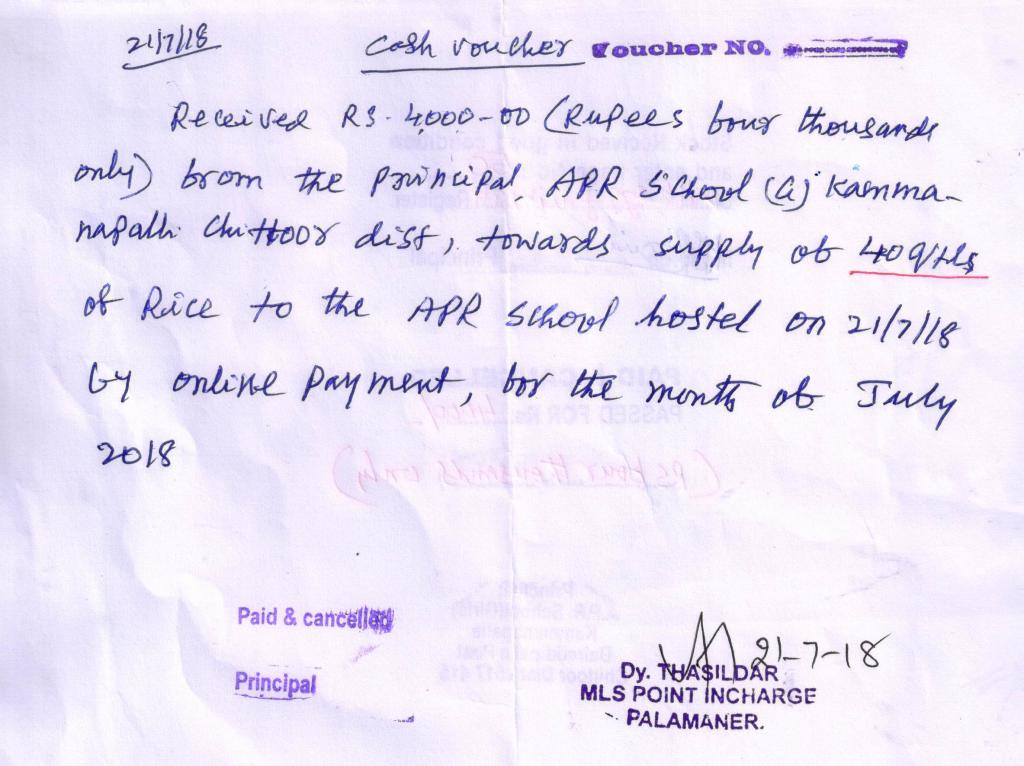 21/7/18 Cash voucher Voucher NO.
Received RS. 4000-00 (Rupees four thousands
only) from the principal APR School (G) Kamma-
napalli Chittoor dist, towards supply of 40 Qtls
of Rice to the APR School hostel on 21/7/18
by online payment, for the month of July
2018
Paid & cancelled
Principal
21-7-18
Dy. THASILDAR
MLS POINT INCHARGE
PALAMANER.